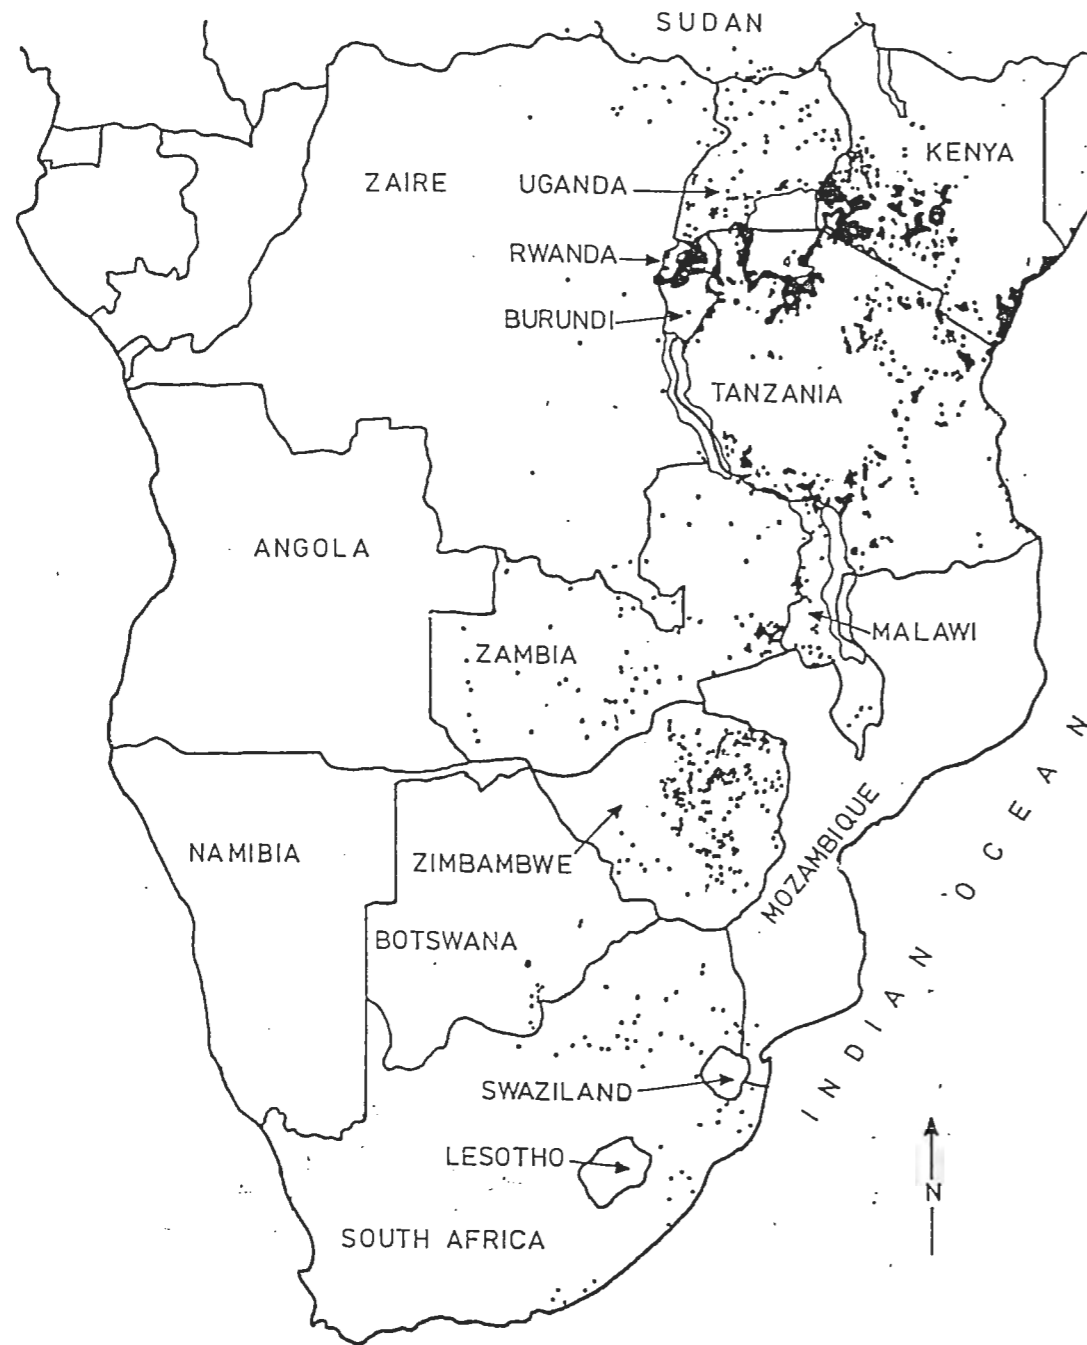 SUDAN
KENYA
ZAIRE
UGANDA
RWANDA
BURUNDI
TANZANIA
ANGOLA
MALAWI
ZAMBIA
NAMIBIA
ZIMBAMBWE
MOZAMBIQUE
BOTSWANA
INDIAN OCEAN
SWAZILAND
LESOTHO
N
SOUTH AFRICA